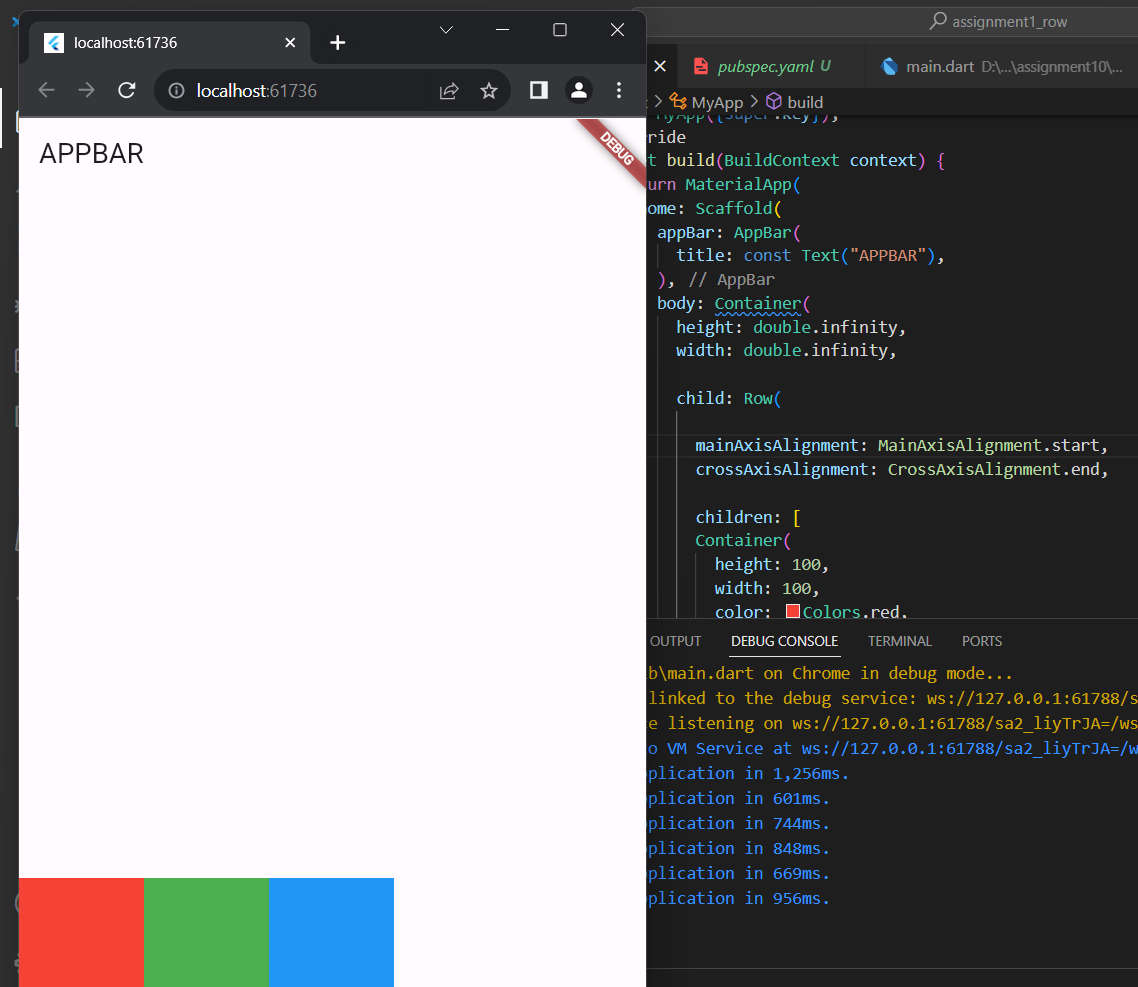 localhost:61736
localhost:61736
APPBAR
DEBUG
assignment1_row
pubspec.yaml U
main.dart D:\...\assignment10\...
MyApp
build
MyApp({super.key});
ride
t build(BuildContext context) {
urn MaterialApp(
ome: Scaffold(
appBar: AppBar(
title: const Text("APPBAR"),
), // AppBar
body: Container(
height: double.infinity,
width: double.infinity,
child: Row(
mainAxisAlignment: MainAxisAlignment.start,
crossAxisAlignment: CrossAxisAlignment.end,
children: [
Container(
height: 100,
width: 100,
color: Colors.red,
OUTPUT
DEBUG CONSOLE
TERMINAL
PORTS
b\main.dart on Chrome in debug mode...
linked to the debug service: ws://127.0.0.1:61788/s
e listening on ws://127.0.0.1:61788/sa2_liyTrJA=/ws
o VM Service at ws://127.0.0.1:61788/sa2_liyTrJA=/w
plication in 1,256ms.
plication in 601ms.
plication in 744ms.
plication in 848ms.
plication in 669ms.
plication in 956ms.